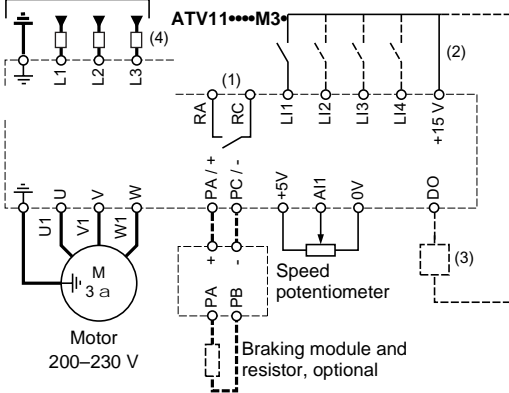 ATV11••••M3•
(4)
(2)
L1
L2
L3
(1)
RA
RC
LI1
LI2
LI3
LI4
+15 V
U
V
W
PA / +
PC / -
+5V
AI1
0V
DO
U1
V1
W1
(3)
M
3 a
+
-
PA
PB
Speed
potentiometer
Motor
200–230 V
Braking module and
resistor, optional